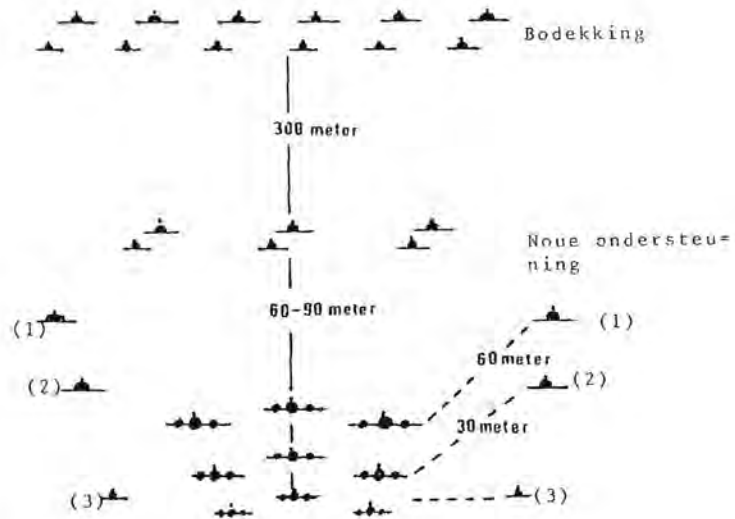 Bodekking
300 meter
Noue ondersteu=
ning
60-90 meter
(1)
(1)
60 meter
(2)
(2)
30 meter
(3)
(3)